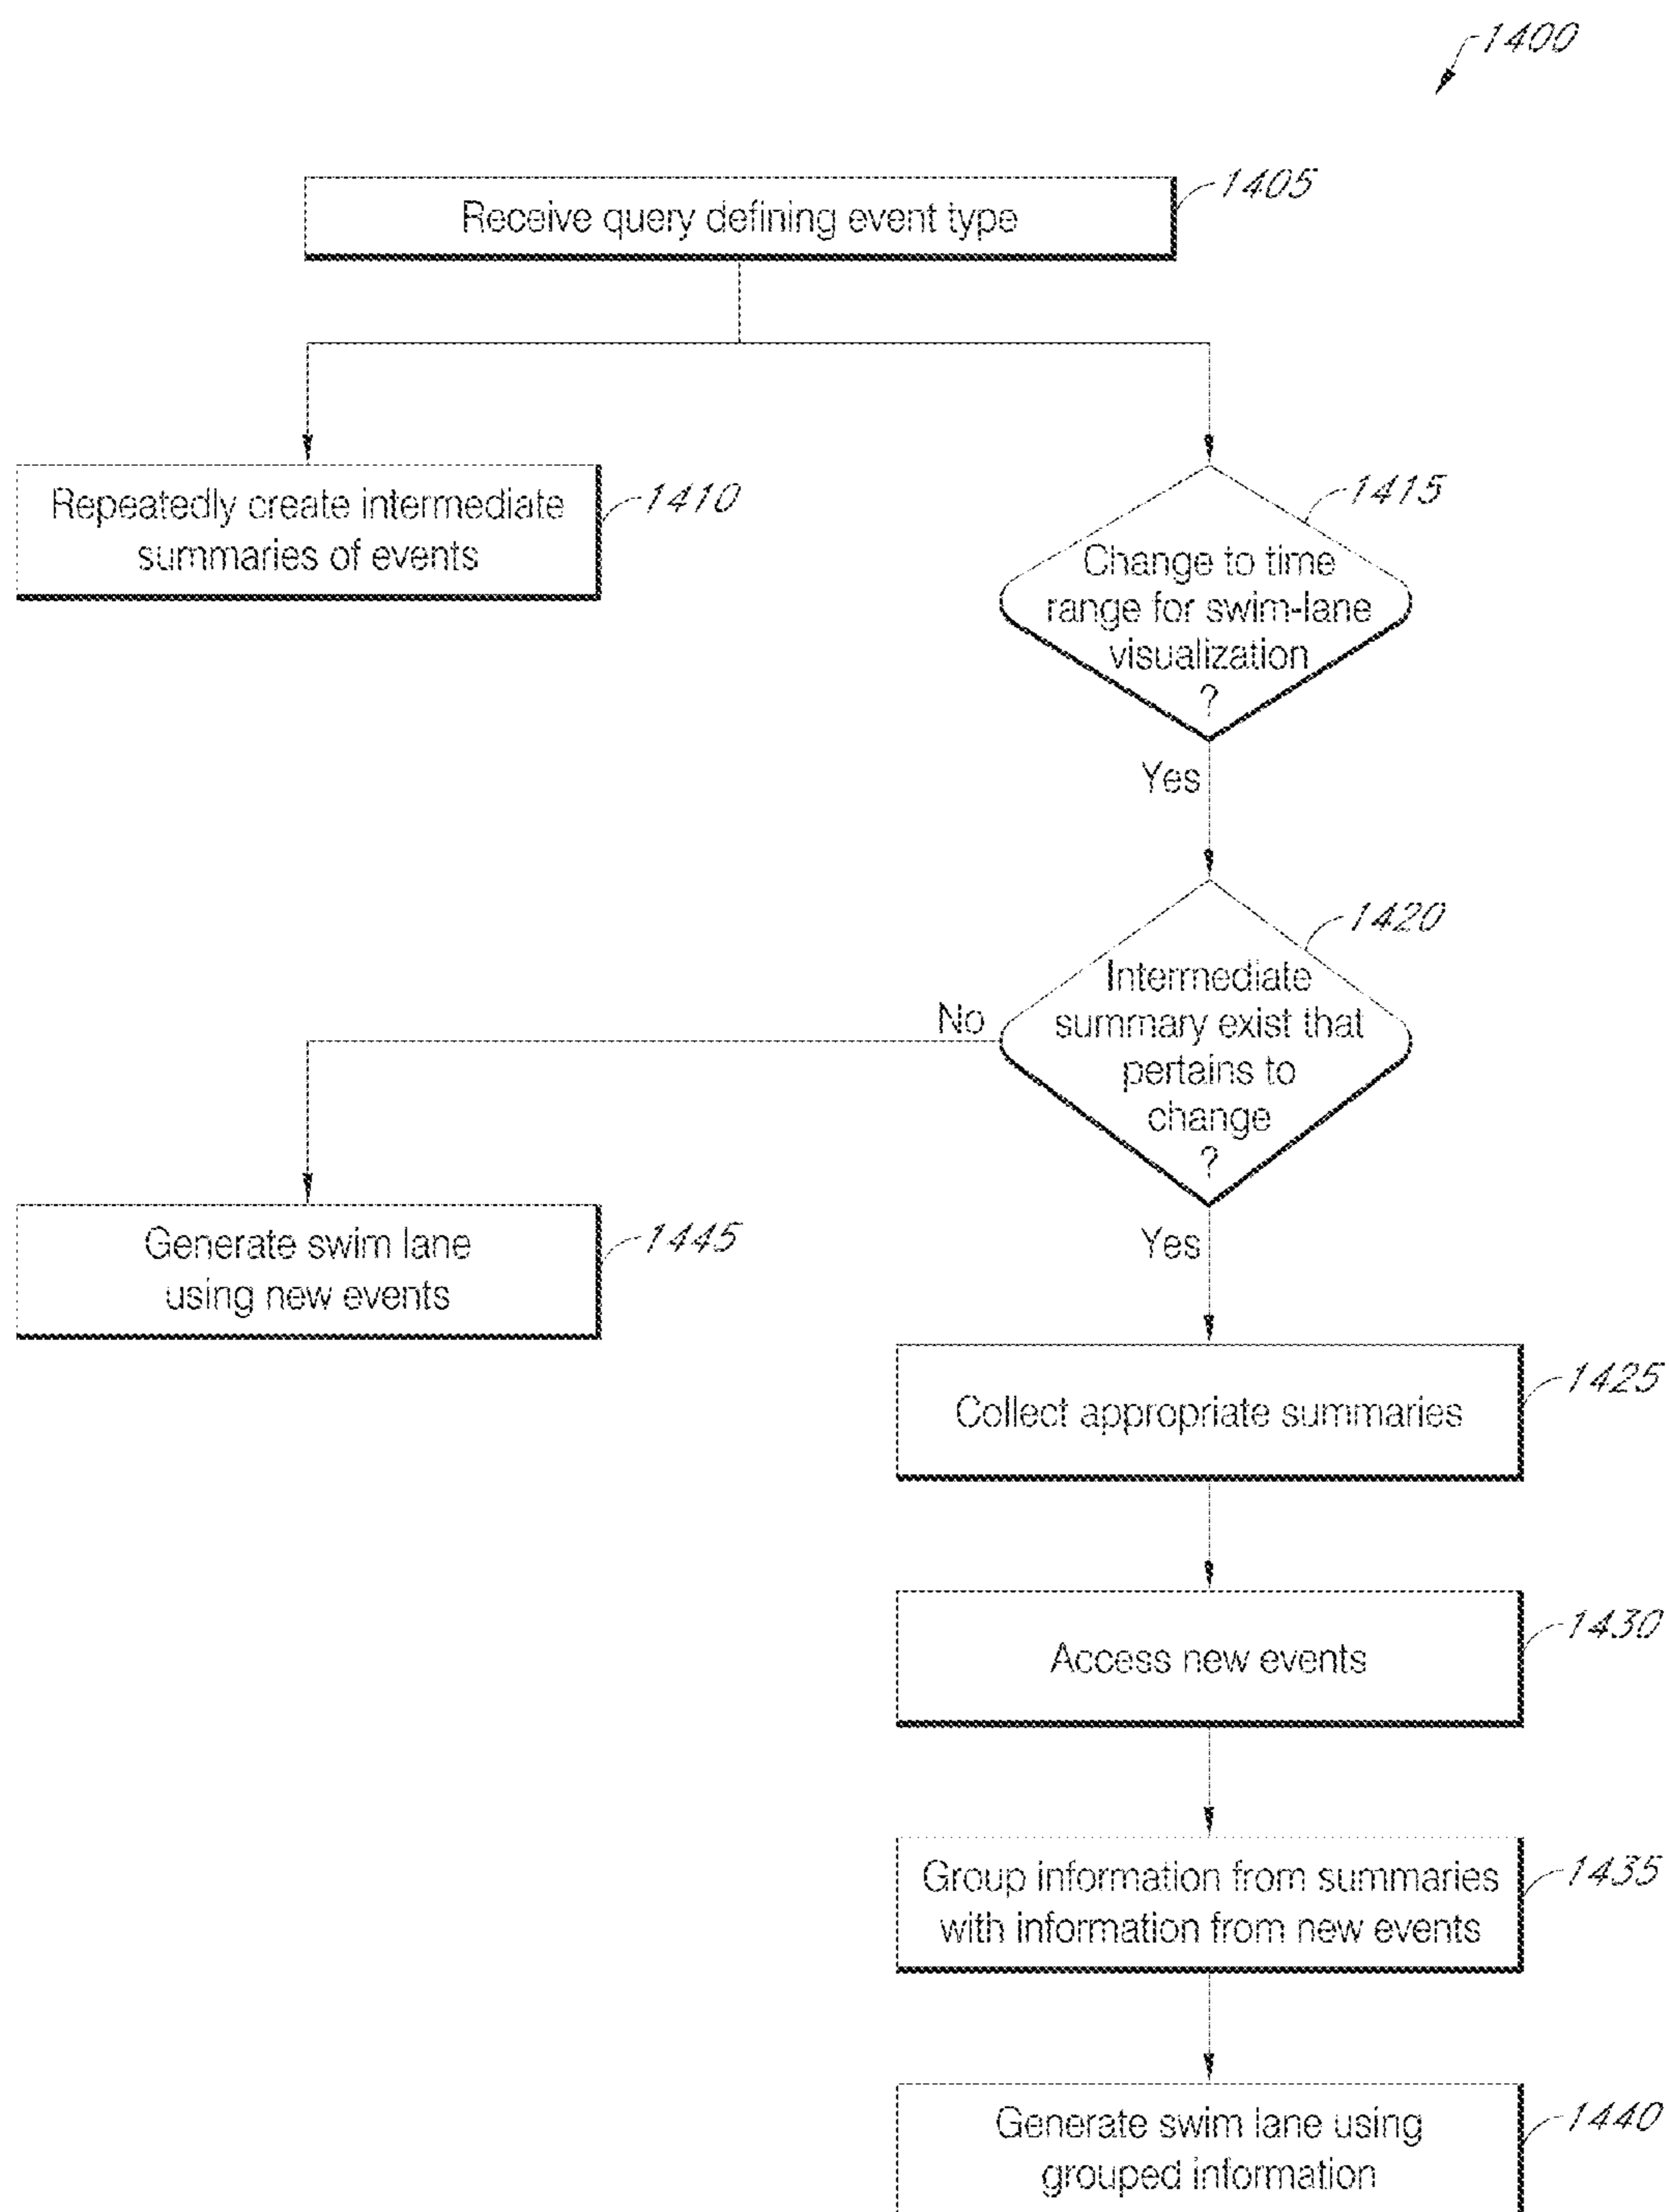 1400
Receive query defining event type
1405
Repeatedly create intermediate
summaries of events
1410
Change to time
range for swim-lane
visualization
?
1415
Yes
Intermediate
summary exist that
pertains to
change
?
1420
No
Generate swim lane
using new events
1445
Yes
Collect appropriate summaries
1425
Access new events
1430
Group information from summaries
with information from new events
1435
Generate swim lane using
grouped information
1440